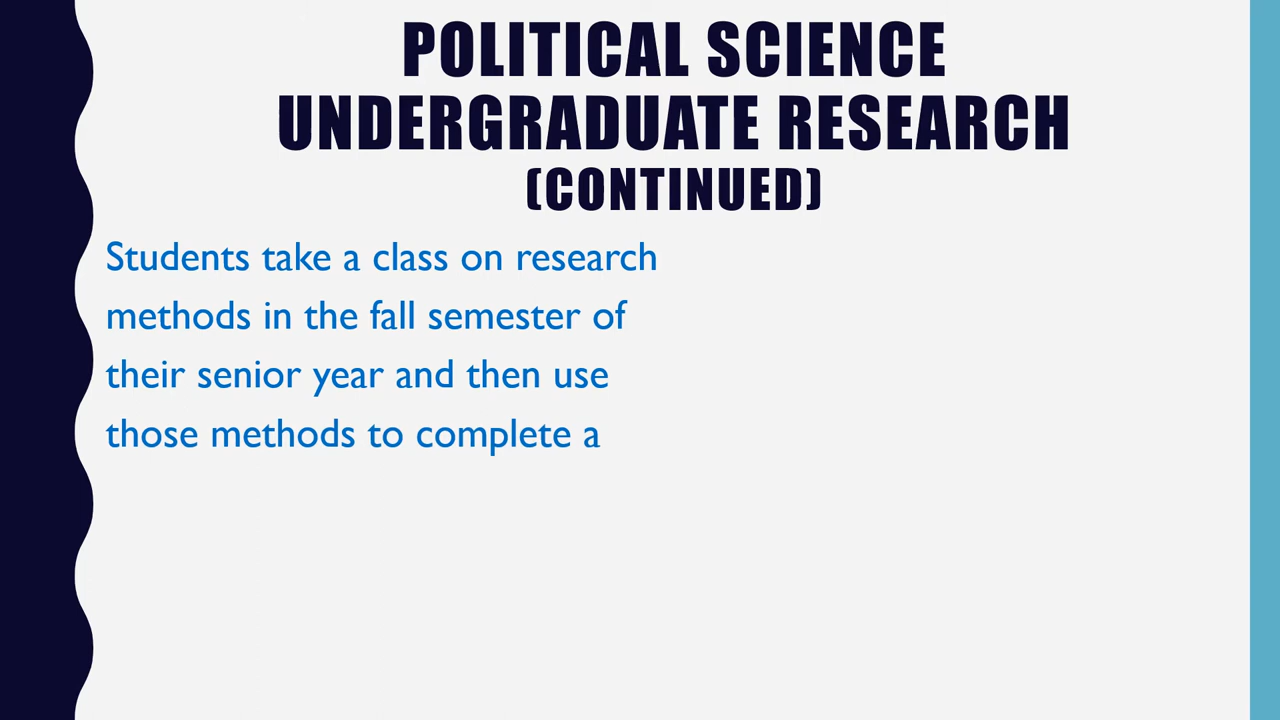 POLITICAL SCIENCE
UNDERGRADUATE RESEARCH
(CONTINUED)
Students take a class on research
methods in the fall semester of
their senior year and then use
those methods to complete a